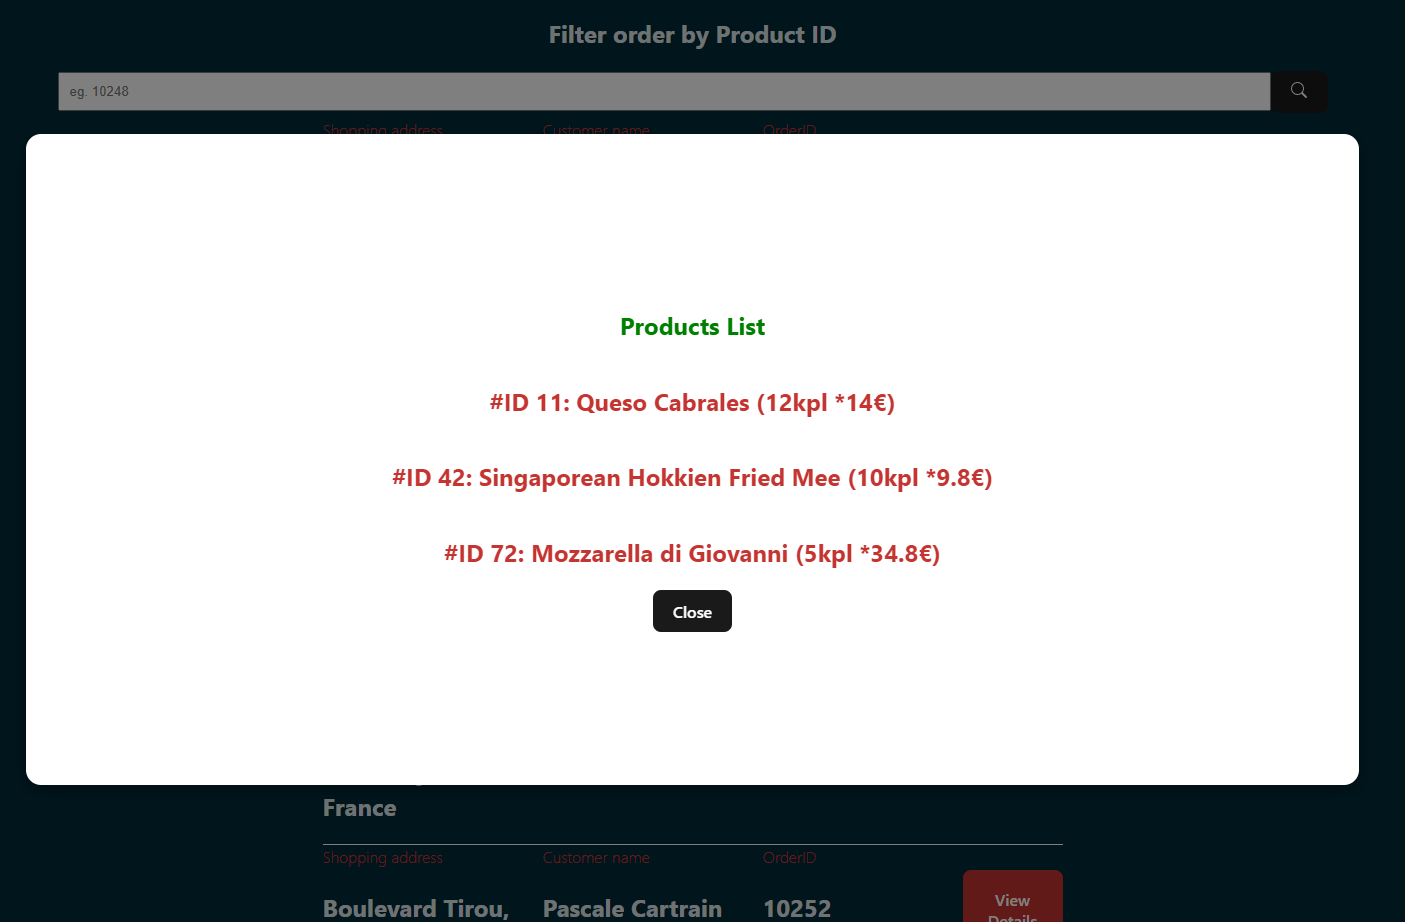 Filter order by Product ID
eg. 10248
Shopping address Customer name OrderID
Products List
#ID 11: Queso Cabrales (12kpl *14€)
#ID 42: Singaporean Hokkien Fried Mee (10kpl *9.8€)
#ID 72: Mozzarella di Giovanni (5kpl *34.8€)
Close
France
Shopping address Customer name OrderID
Boulevard Tirou, Pascale Cartrain 10252
View
Details